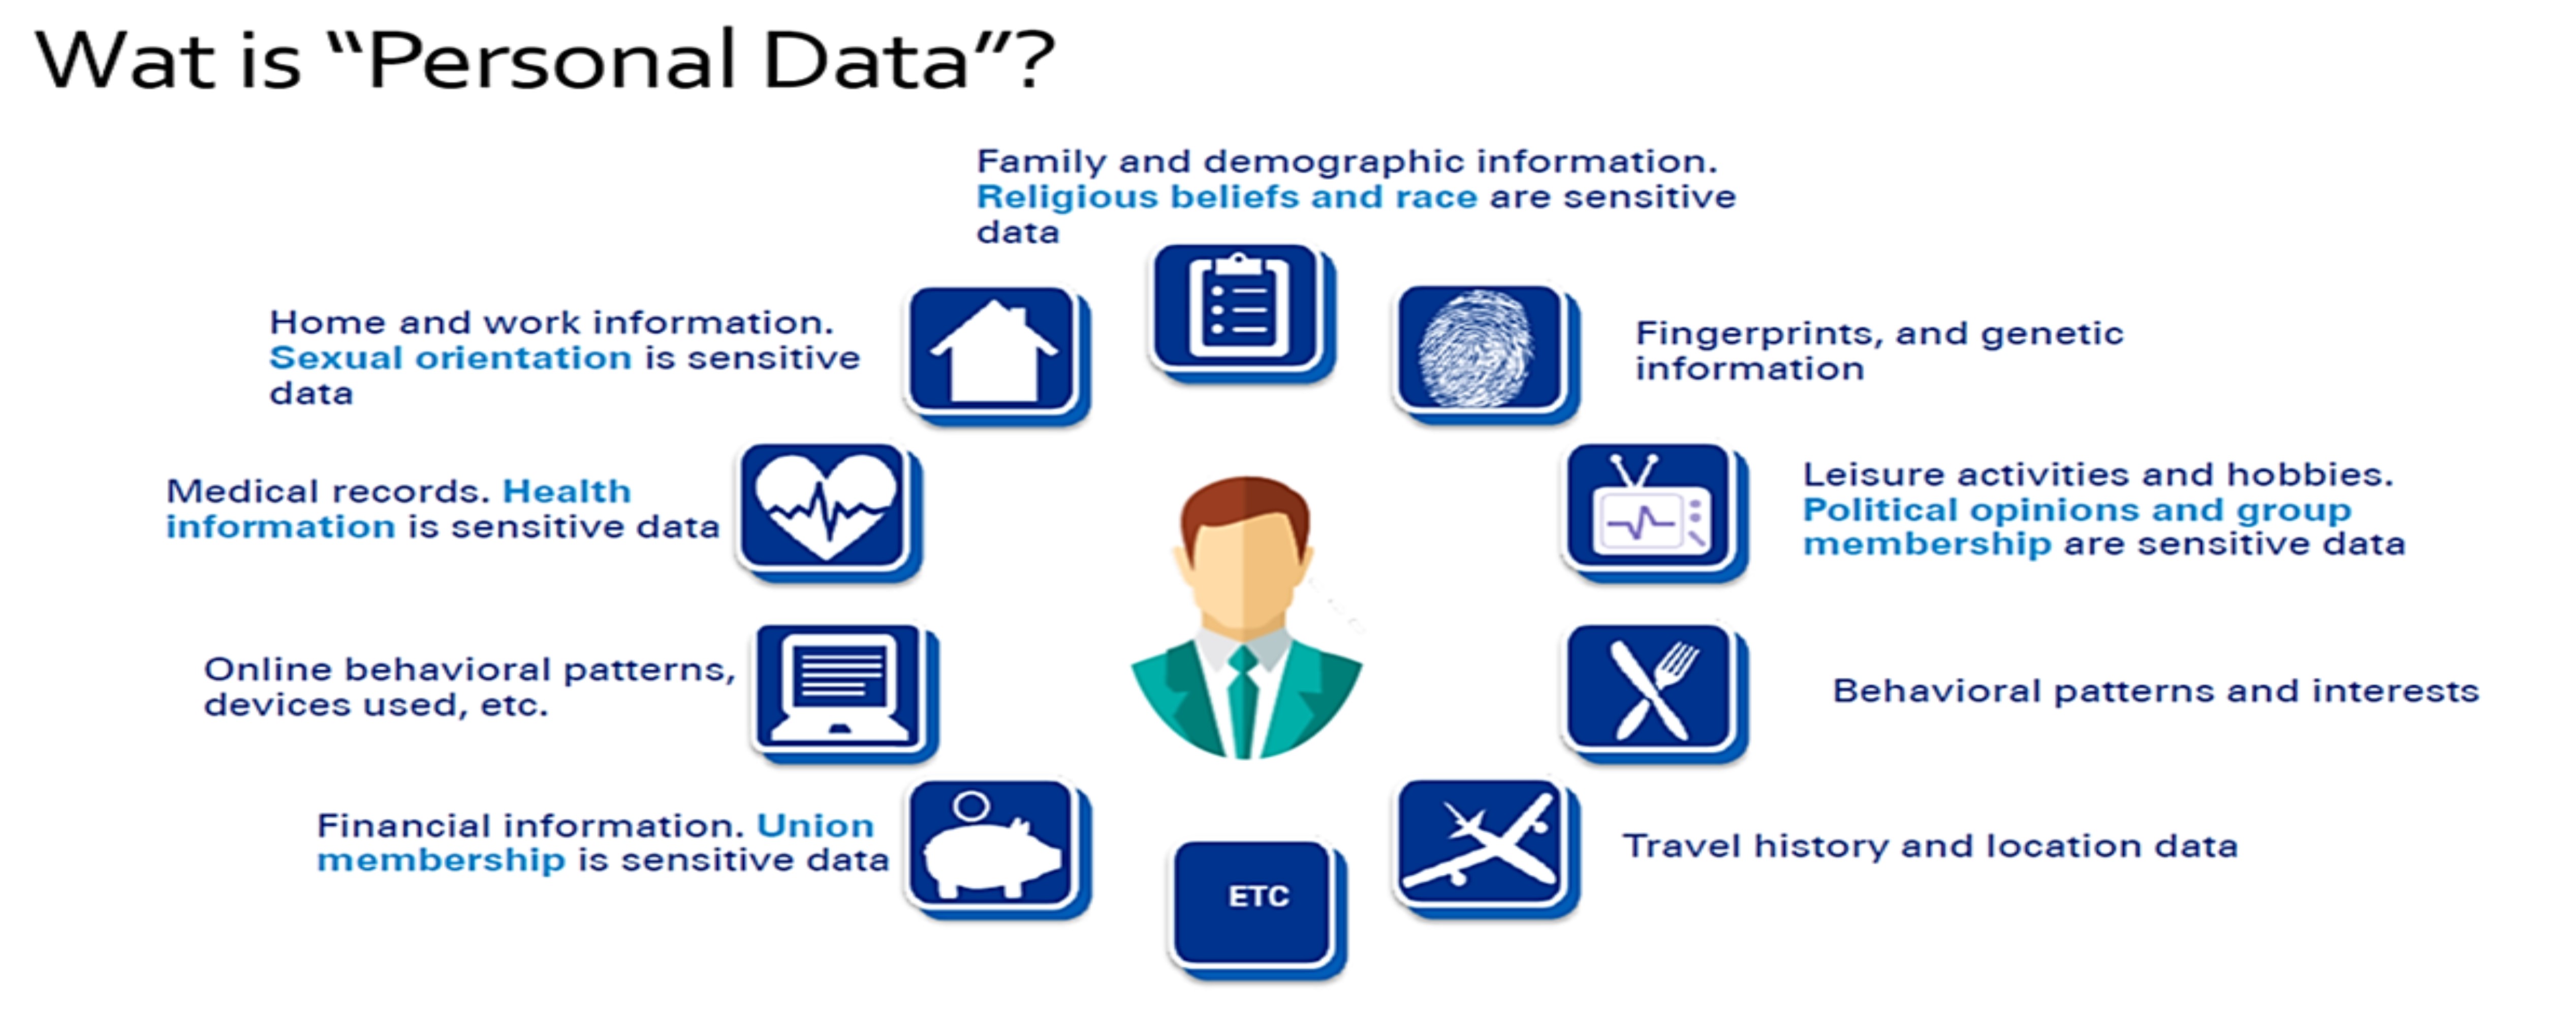 Wat is “Personal Data”?
Family and demographic information.
Religious beliefs and race are sensitive
data
Home and work information.
Sexual orientation is sensitive
data
Fingerprints, and genetic
information
Medical records. Health
information is sensitive data
Leisure activities and hobbies.
Political opinions and group
membership are sensitive data
Online behavioral patterns,
devices used, etc.
Behavioral patterns and interests
Financial information. Union
membership is sensitive data
Travel history and location data
ETC